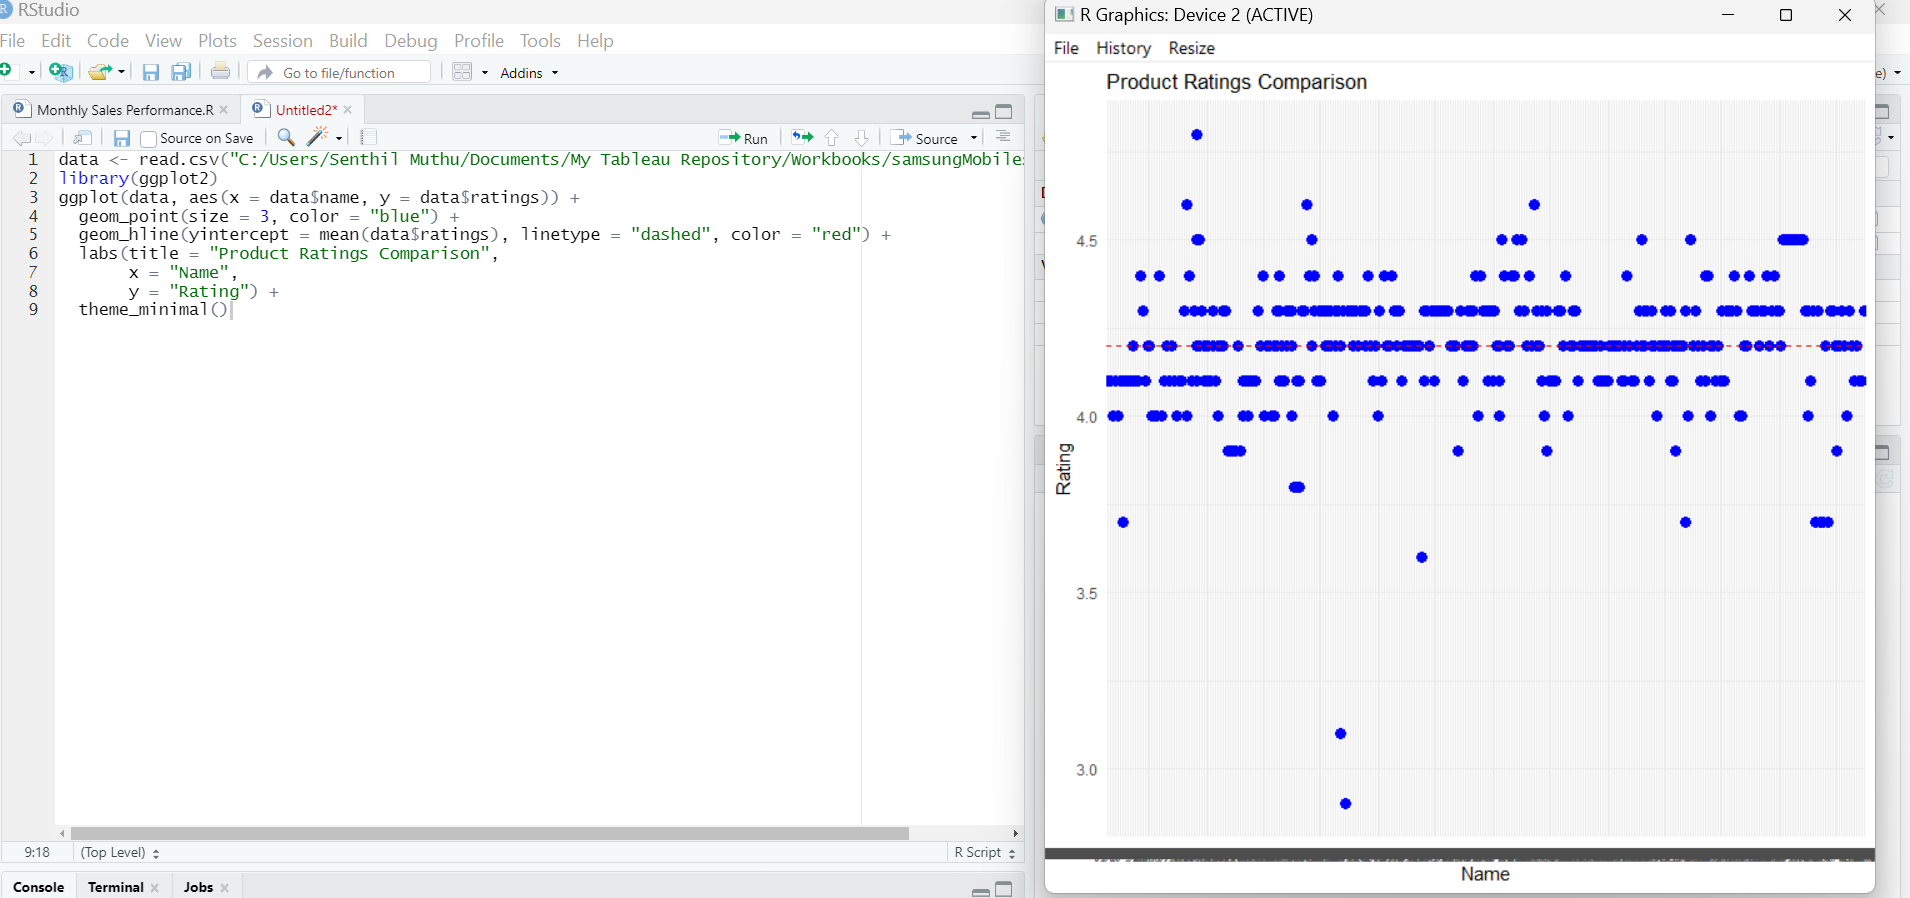 RStudio
File Edit Code View Plots Session Build Debug Profile Tools Help
Go to file/function Addins
Monthly Sales Performance.R Untitled2*
Source on Save Run Source
1 data <- read.csv("C:/Users/Senthil Muthu/Documents/My Tableau Repository/Workbooks/samsungMobile
2 library(ggplot2)
3 ggplot(data, aes(x = data$name, y = data$ratings)) +
4 geom_point(size = 3, color = "blue") +
5 geom_hline(yintercept = mean(data$ratings), linetype = "dashed", color = "red") +
6 labs(title = "Product Ratings Comparison",
7 x = "Name",
8 y = "Rating") +
9 theme_minimal()
9:18 (Top Level) R Script
Console Terminal Jobs
R Graphics: Device 2 (ACTIVE)
File History Resize
Product Ratings Comparison
4.5
4.0
Rating
3.5
3.0
Name